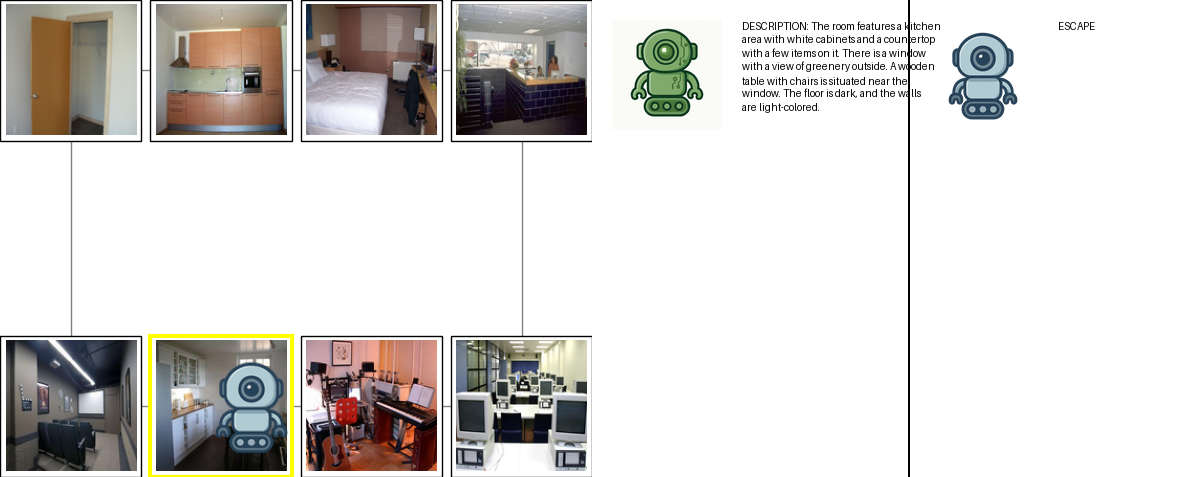 DESCRIPTION: The room features a kitchen
area with white cabinets and a countertop
with a few items on it. There is a window
with a view of greenery outside. A wooden
table with chairs is situated near the
window. The floor is dark, and the walls
are light-colored.
ESCAPE